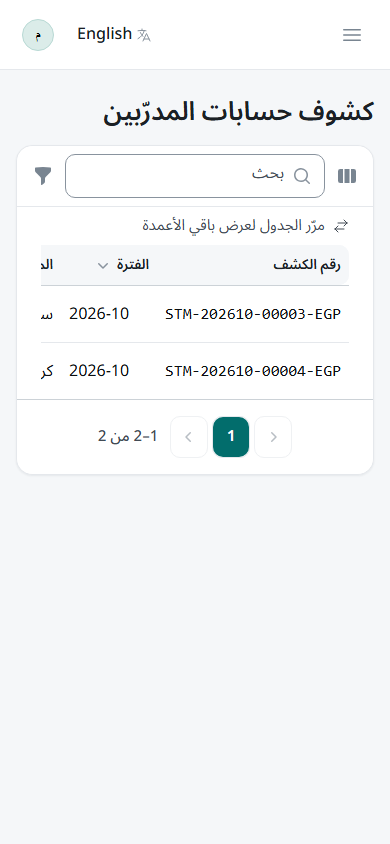 م
English
كشوف حسابات المدرّبين
بحث
مرّر الجدول لعرض باقي الأعمدة
رقم الكشف الفترة
STM-202610-00003-EGP 2026-10
STM-202610-00004-EGP 2026-10
1
1–2 من 2